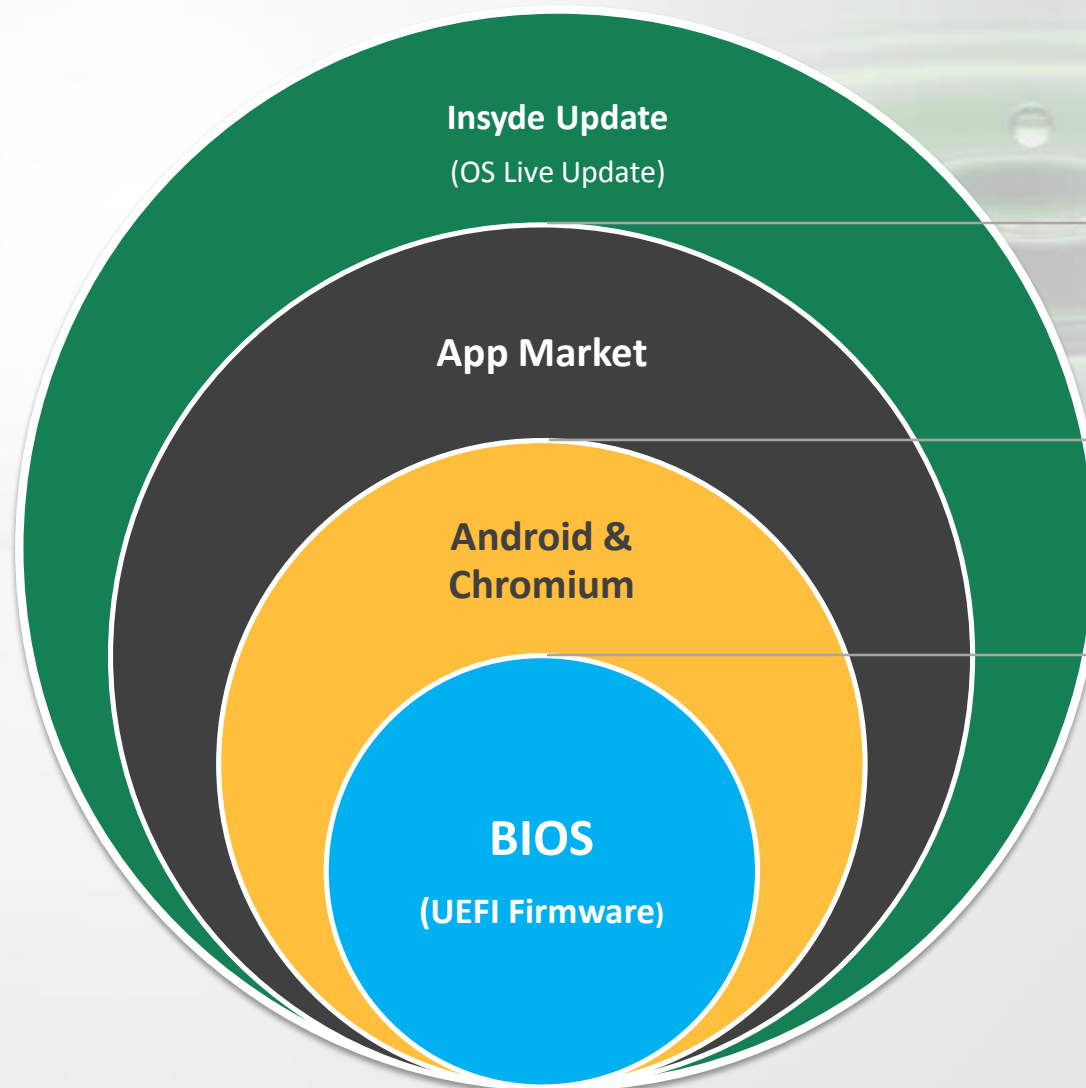 Insyde Update
(OS Live Update)
App Market
Android &
Chromium
BIOS
(UEFI Firmware)